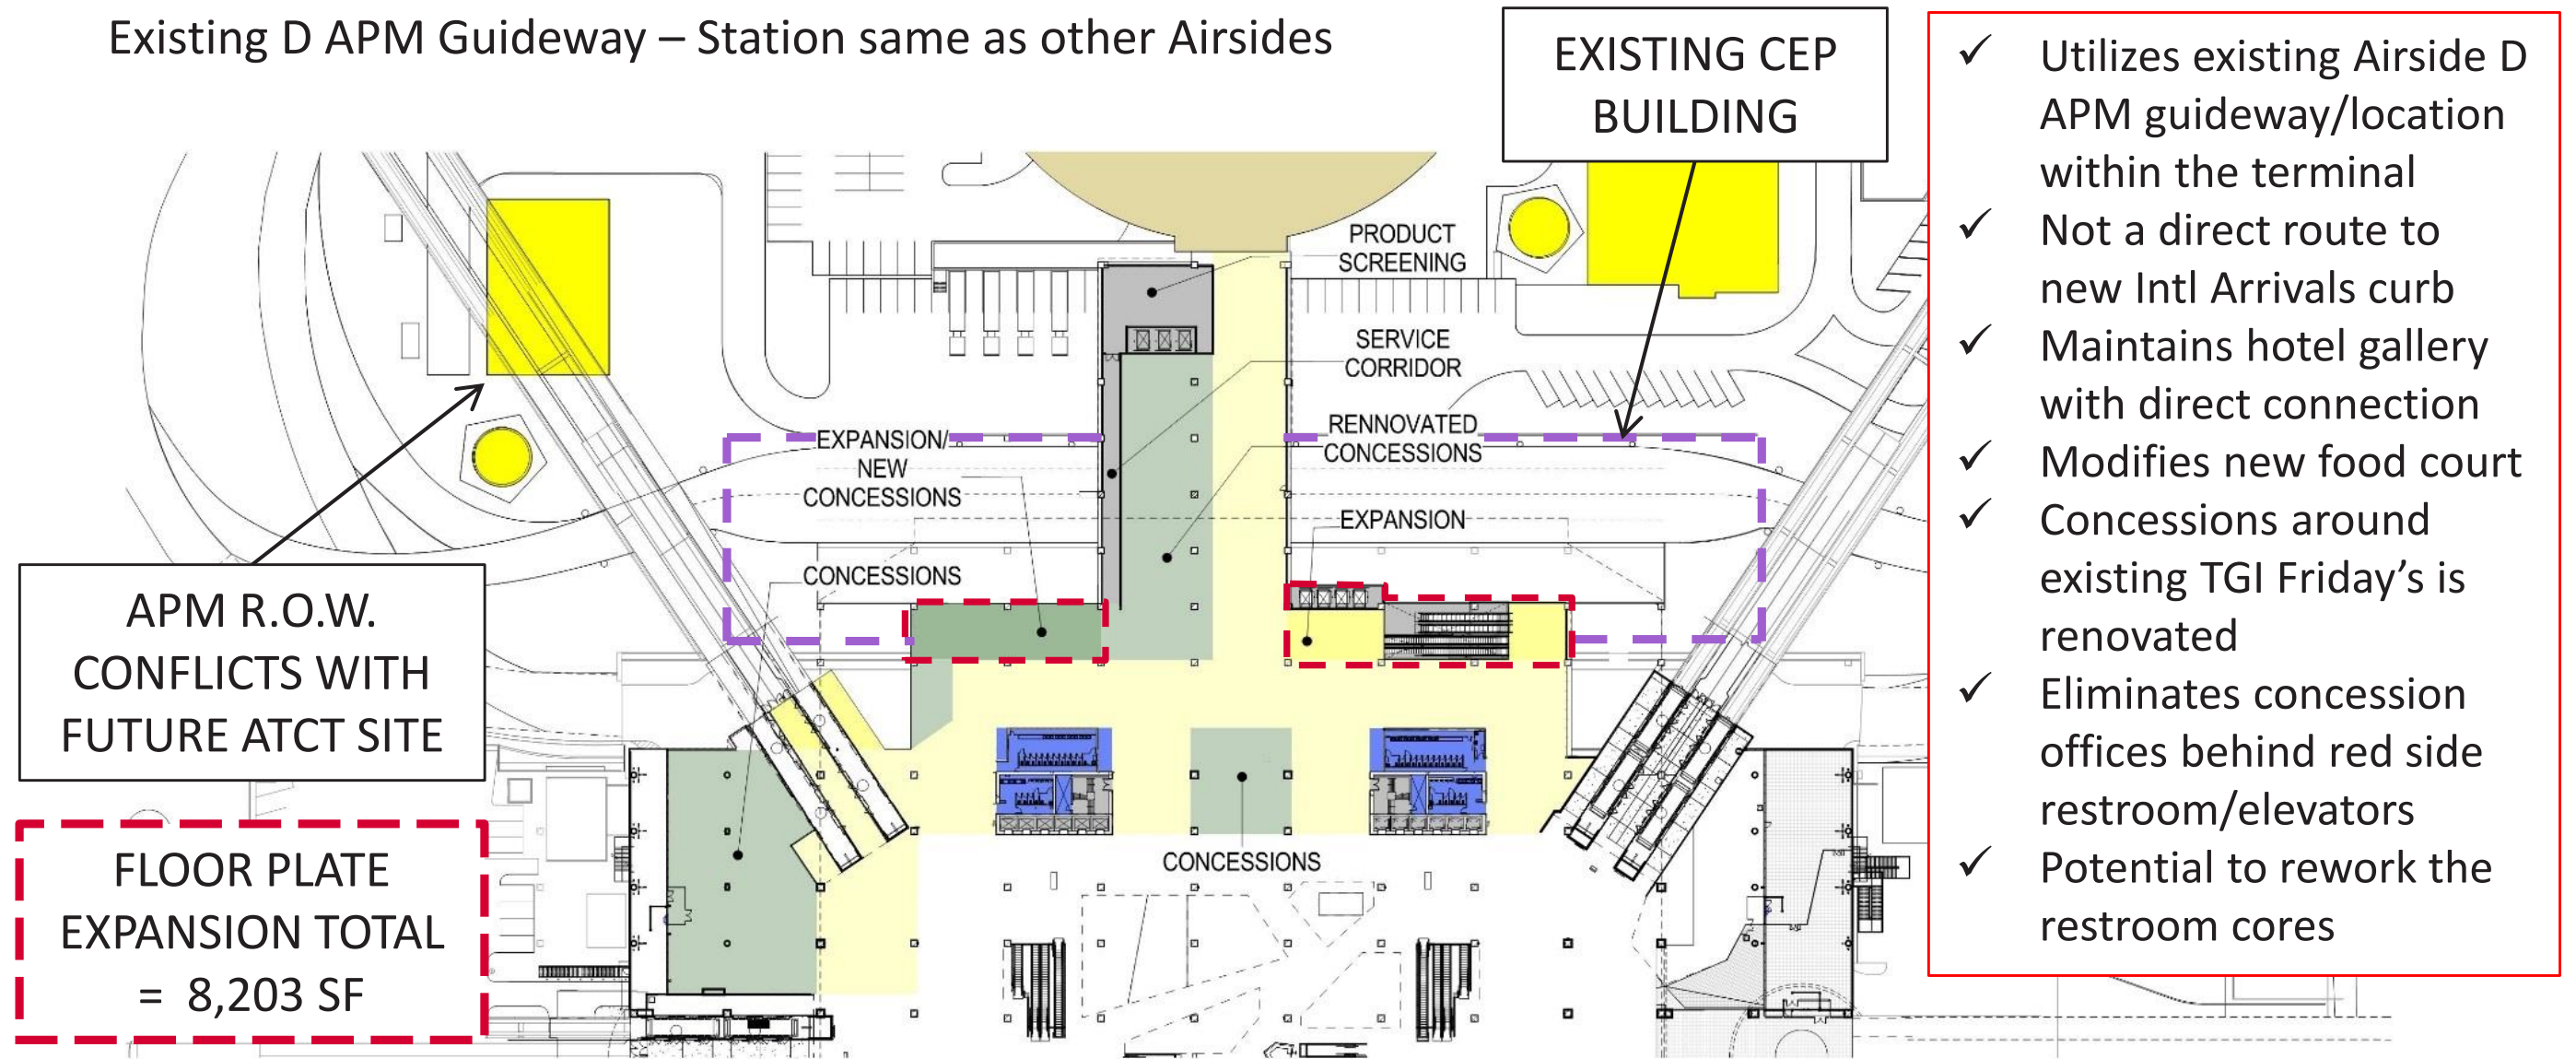 Existing D APM Guideway – Station same as other Airsides
EXISTING CEP
BUILDING
✓ Utilizes existing Airside D
APM guideway/location
within the terminal
✓ Not a direct route to
new Intl Arrivals curb
✓ Maintains hotel gallery
with direct connection
✓ Modifies new food court
✓ Concessions around
existing TGI Friday’s is
renovated
✓ Eliminates concession
offices behind red side
restroom/elevators
✓ Potential to rework the
restroom cores
PRODUCT
SCREENING
SERVICE
CORRIDOR
RENNOVATED
CONCESSIONS
EXPANSION/
NEW
CONCESSIONS
EXPANSION
CONCESSIONS
APM R.O.W.
CONFLICTS WITH
FUTURE ATCT SITE
CONCESSIONS
FLOOR PLATE
EXPANSION TOTAL
= 8,203 SF